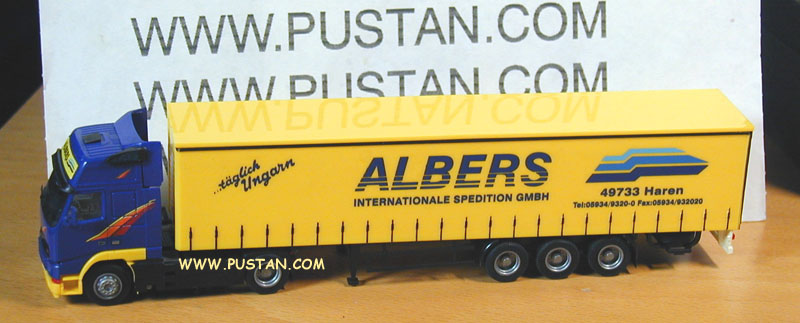 WWW.PUSTAN.COM
WWW.PUSTAN.COM
WWW.PUSTAN.COM
ALBERS
...täglich
Ungarn
ALBERS
INTERNATIONALE SPEDITION GMBH
49733 Haren
Tel:05934/9320-0 Fax:05934/932020
WWW.PUSTAN.COM